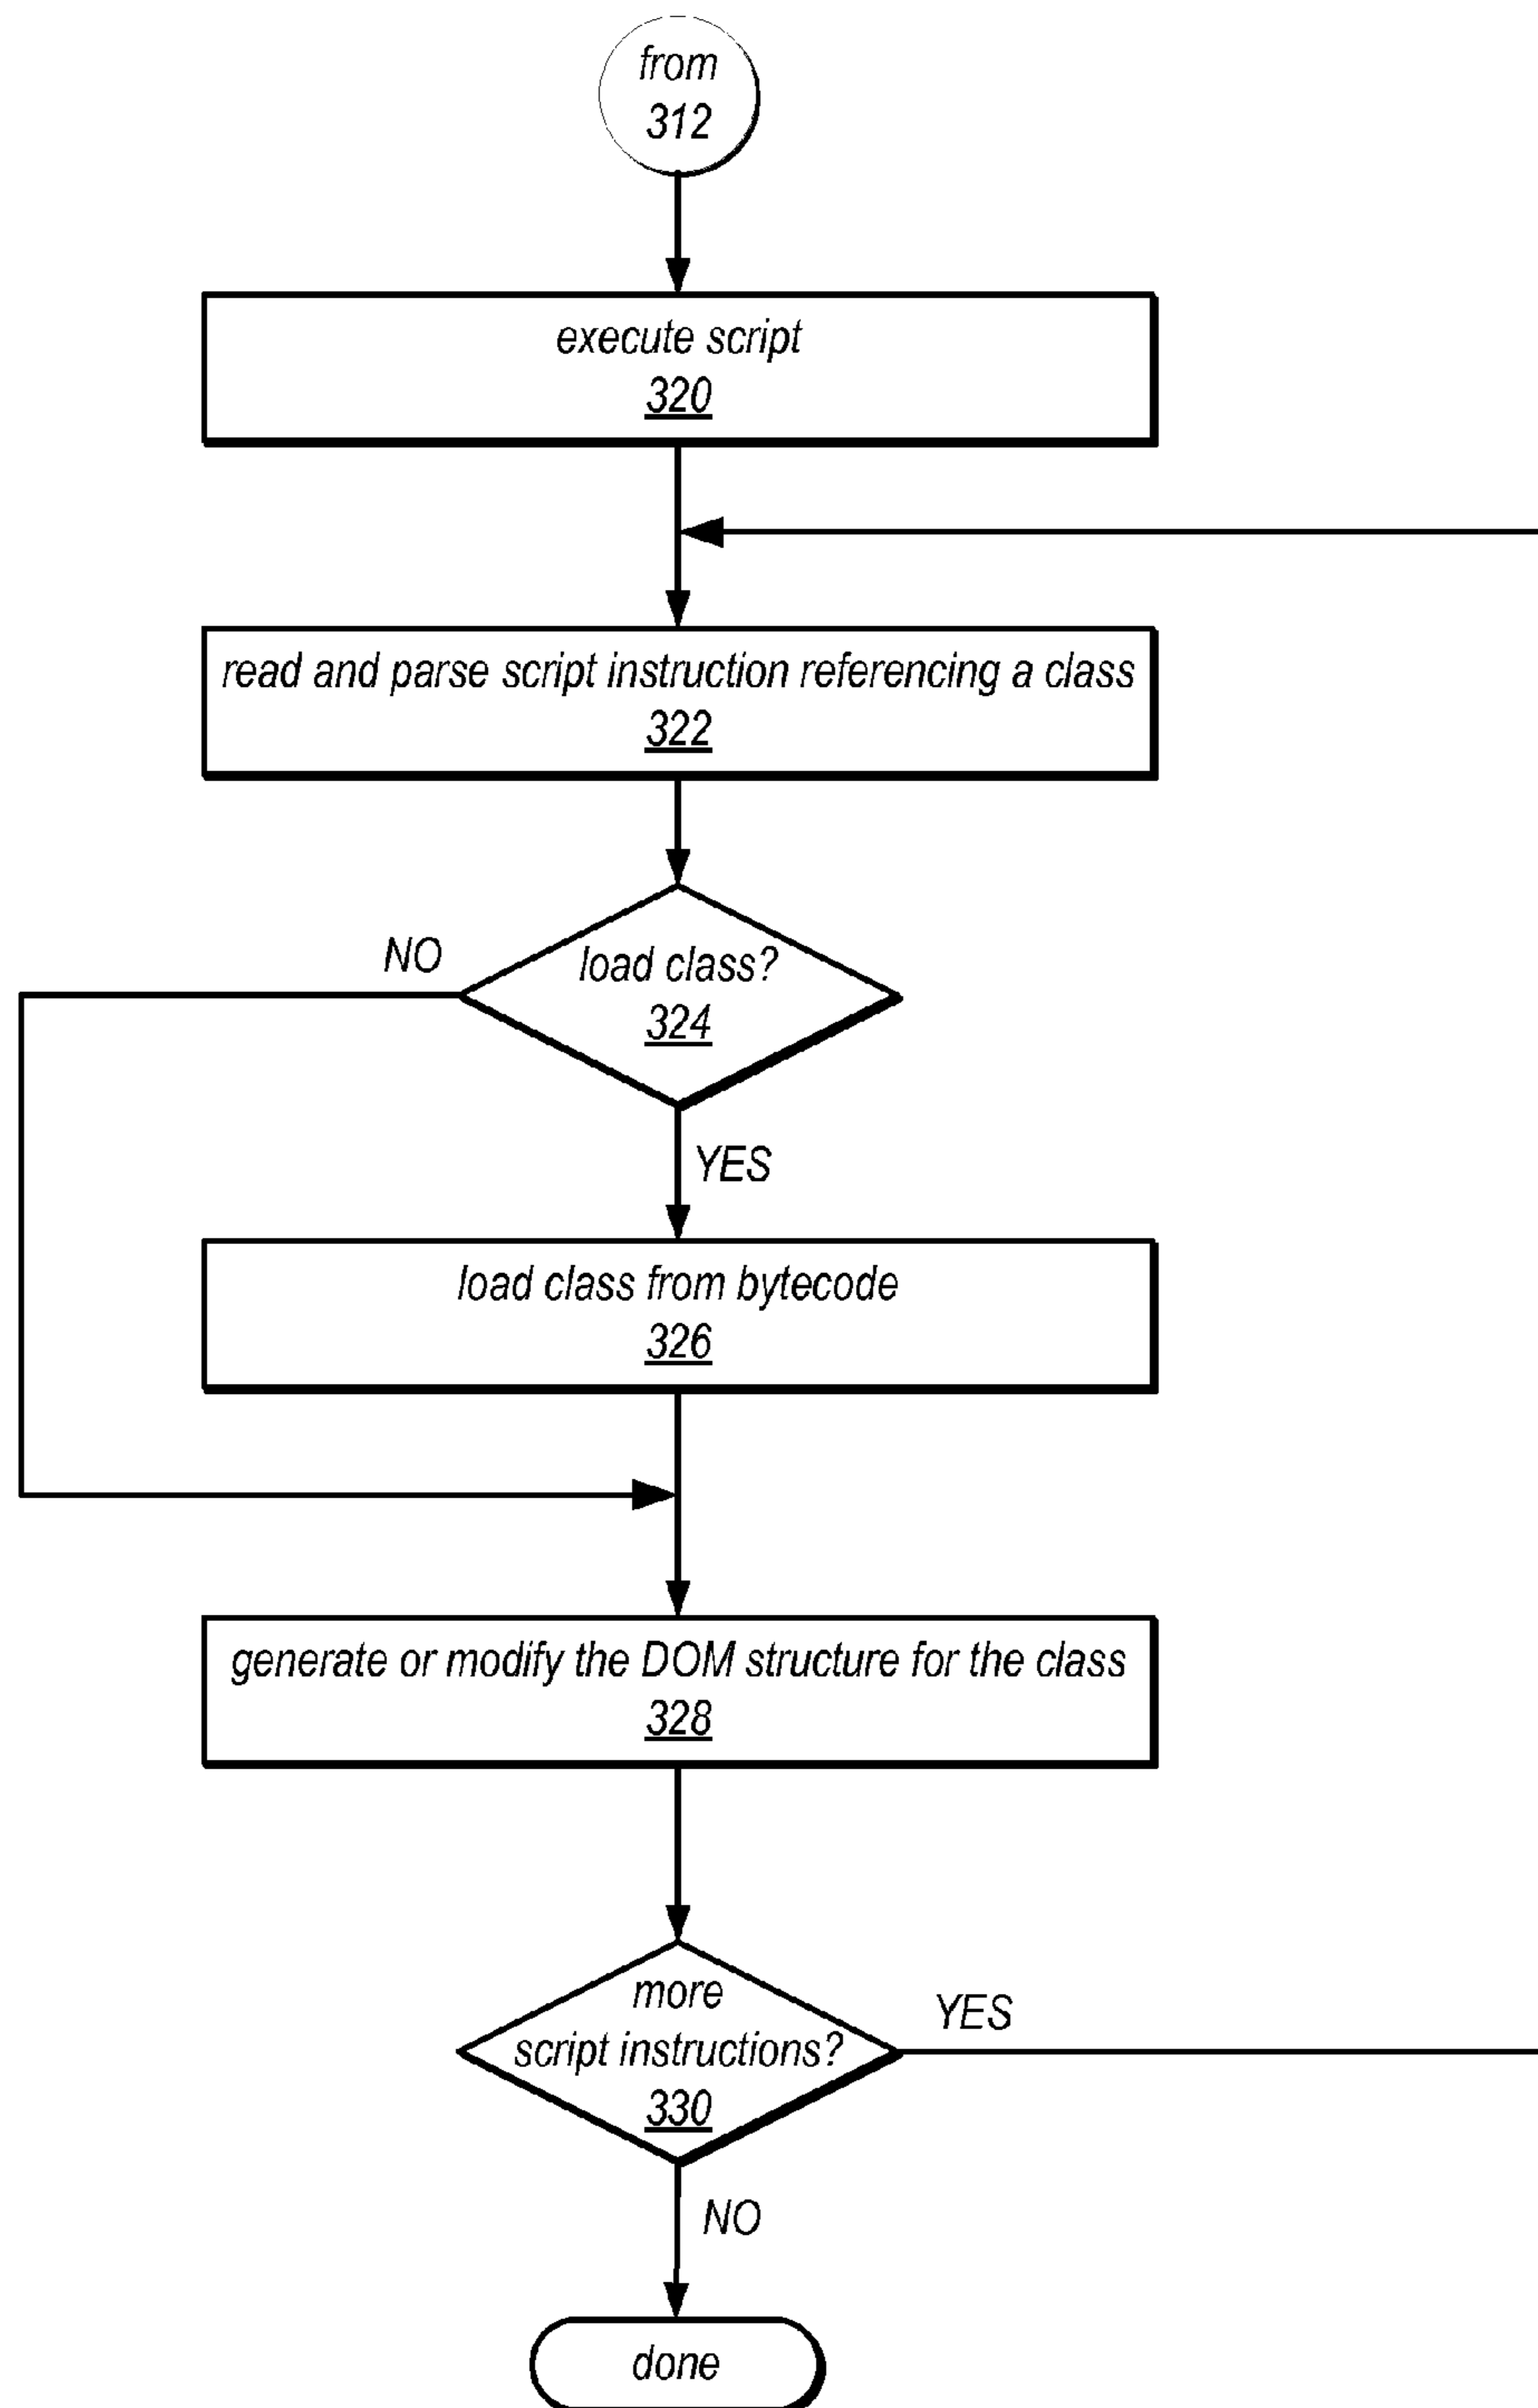 from
312
execute script
320
read and parse script instruction referencing a class
322
NO
load class?
324
YES
load class from bytecode
326
generate or modify the DOM structure for the class
328
more
YES
script instructions?
330
NO
done